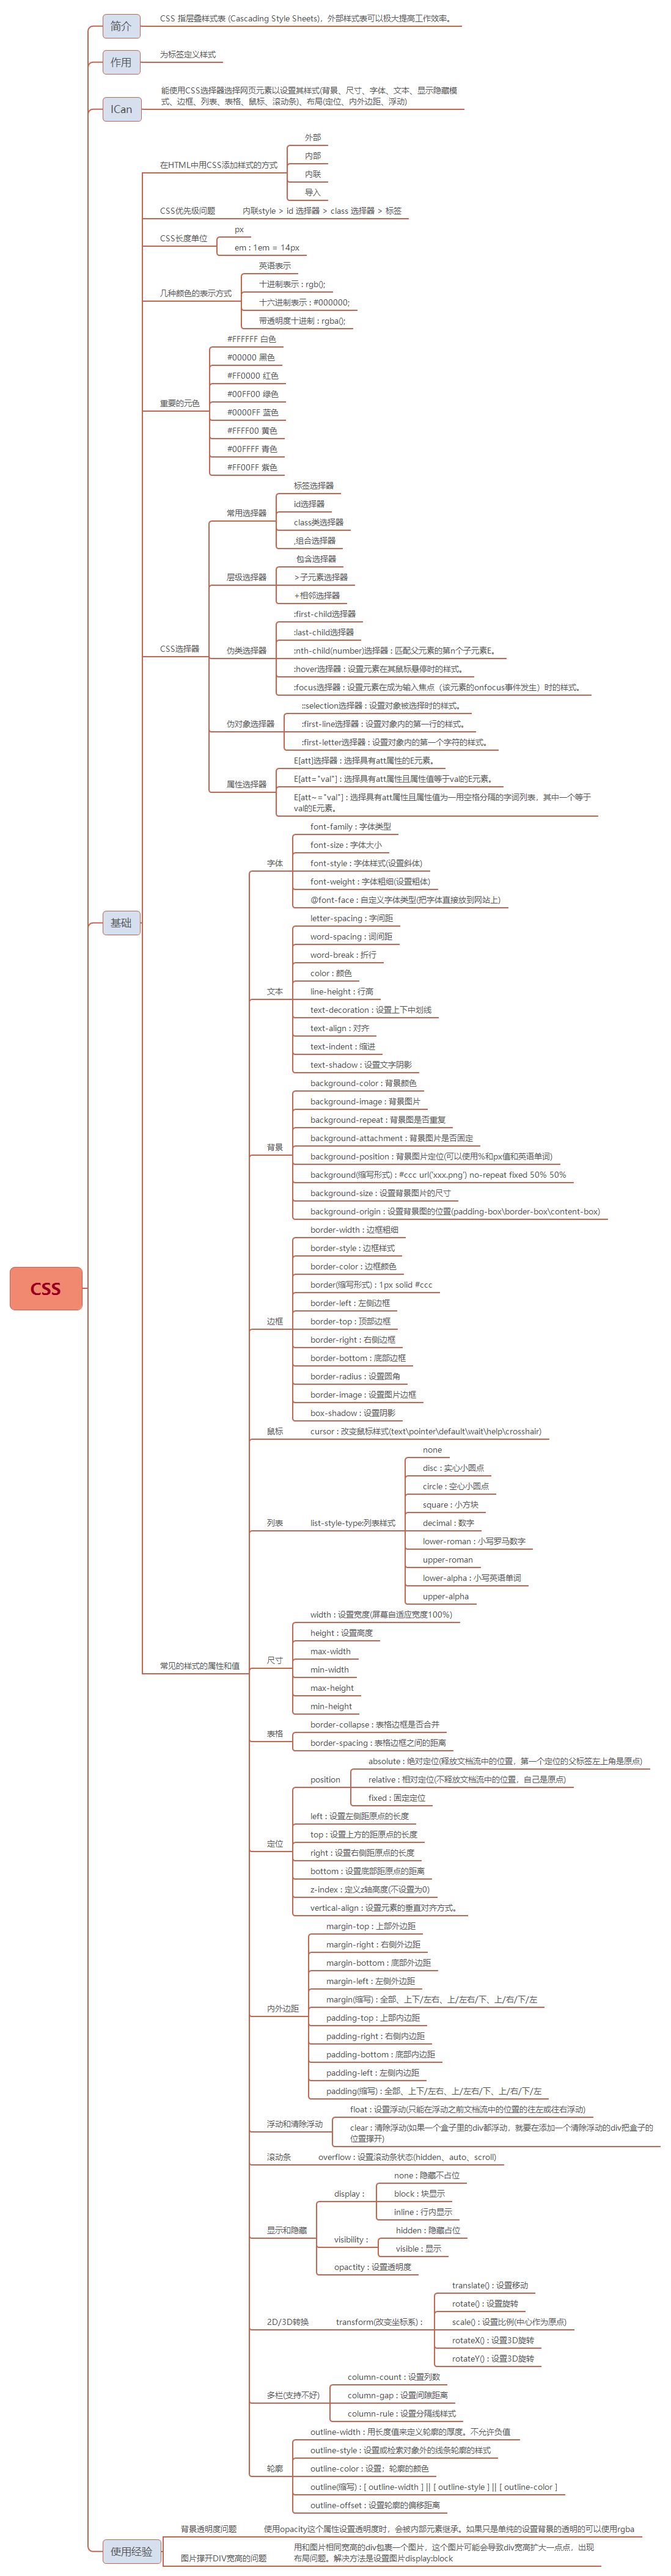 CSS
简介
CSS 指层叠样式表 (Cascading Style Sheets)，外部样式表可以极大提高工作效率。
作用
为标签定义样式
ICan
能使用CSS选择器选择网页元素以设置其样式(背景、尺寸、字体、文本、显示隐藏模
式、边框、列表、表格、鼠标、滚动条)、布局(定位、内外边距、浮动)
基础
在HTML中用CSS添加样式的方式
外部
内部
内联
导入
CSS优先级问题
内联style > id 选择器 > class 选择器 > 标签
CSS长度单位
px
em : 1em = 14px
几种颜色的表示方式
英语表示
十进制表示 : rgb();
十六进制表示 : #000000;
带透明度十进制 : rgba();
重要的元色
#FFFFFF 白色
#00000 黑色
#FF0000 红色
#00FF00 绿色
#0000FF 蓝色
#FFFF00 黄色
#00FFFF 青色
#FF00FF 紫色
CSS选择器
常用选择器
标签选择器
id选择器
class类选择器
,组合选择器
层级选择器
包含选择器
>子元素选择器
+相邻选择器
伪类选择器
:first-child选择器
:last-child选择器
:nth-child(number)选择器 : 匹配父元素的第n个子元素E。
:hover选择器 : 设置元素在其鼠标悬停时的样式。
:focus选择器 : 设置元素在成为输入焦点（该元素的onfocus事件发生）时的样式。
伪对象选择器
::selection选择器 : 设置对象被选择时的样式。
:first-line选择器 : 设置对象内的第一行的样式。
:first-letter选择器 : 设置对象内的第一个字符的样式。
属性选择器
E[att]选择器 : 选择具有att属性的E元素。
E[att="val"] : 选择具有att属性且属性值等于val的E元素。
E[att~="val"] : 选择具有att属性且属性值为一用空格分隔的字词列表，其中一个等于
val的E元素。
常见的样式的属性和值
字体
font-family : 字体类型
font-size : 字体大小
font-style : 字体样式(设置斜体)
font-weight : 字体粗细(设置粗体)
@font-face : 自定义字体类型(把字体直接放到网站上)
文本
letter-spacing : 字间距
word-spacing : 词间距
word-break : 折行
color : 颜色
line-height : 行高
text-decoration : 设置上下中划线
text-align : 对齐
text-indent : 缩进
text-shadow : 设置文字阴影
背景
background-color : 背景颜色
background-image : 背景图片
background-repeat : 背景图是否重复
background-attachment : 背景图片是否固定
background-position : 背景图片定位(可以使用%和px值和英语单词)
background(缩写形式) : #ccc url('xxx.png') no-repeat fixed 50% 50%
background-size : 设置背景图片的尺寸
background-origin : 设置背景图的位置(padding-box\border-box\content-box)
边框
border-width : 边框粗细
border-style : 边框样式
border-color : 边框颜色
border(缩写形式) : 1px solid #ccc
border-left : 左侧边框
border-top : 顶部边框
border-right : 右侧边框
border-bottom : 底部边框
border-radius : 设置圆角
border-image : 设置图片边框
box-shadow : 设置阴影
鼠标
cursor : 改变鼠标样式(text\pointer\default\wait\help\crosshair)
列表
list-style-type:列表样式
none
disc : 实心小圆点
circle : 空心小圆点
square : 小方块
decimal : 数字
lower-roman : 小写罗马数字
upper-roman
lower-alpha : 小写英语单词
upper-alpha
尺寸
width : 设置宽度(屏幕自适应宽度100%)
height : 设置高度
max-width
min-width
max-height
min-height
表格
border-collapse : 表格边框是否合并
border-spacing : 表格边框之间的距离
定位
position
absolute : 绝对定位(释放文档流中的位置，第一个定位的父标签左上角是原点)
relative : 相对定位(不释放文档流中的位置，自己是原点)
fixed : 固定定位
left : 设置左侧距原点的长度
top : 设置上方的距原点的长度
right : 设置右侧距原点的长度
bottom : 设置底部距原点的距离
z-index : 定义z轴高度(不设置为0)
vertical-align : 设置元素的垂直对齐方式。
内外边距
margin-top : 上部外边距
margin-right : 右侧外边距
margin-bottom : 底部外边距
margin-left : 左侧外边距
margin(缩写) : 全部、上下/左右、上/左右/下、上/右/下/左
padding-top : 上部内边距
padding-right : 右侧内边距
padding-bottom : 底部内边距
padding-left : 左侧内边距
padding(缩写) : 全部、上下/左右、上/左右/下、上/右/下/左
浮动和清除浮动
float : 设置浮动(只能在浮动之前文档流中的位置的往左或往右浮动)
clear : 清除浮动(如果一个盒子里的div都浮动，就要在添加一个清除浮动的div把盒子的
位置撑开)
滚动条
overflow : 设置滚动条状态(hidden、auto、scroll)
显示和隐藏
display :
none : 隐藏不占位
block : 块显示
inline : 行内显示
visibility :
hidden : 隐藏占位
visible : 显示
opactity : 设置透明度
2D/3D转换
transform(改变坐标系) :
translate() : 设置移动
rotate() : 设置旋转
scale() : 设置比例(中心作为原点)
rotateX() : 设置3D旋转
rotateY() : 设置3D旋转
多栏(支持不好)
column-count : 设置列数
column-gap : 设置间隙距离
column-rule : 设置分隔线样式
轮廓
outline-width : 用长度值来定义轮廓的厚度。不允许负值
outline-style : 设置或检索对象外的线条轮廓的样式
outline-color : 设置；轮廓的颜色
outline(缩写) : [ outline-width ] || [ outline-style ] || [ outline-color ]
outline-offset : 设置轮廓的偏移距离
使用经验
背景透明度问题
使用opacity这个属性设置透明度时，会被内部元素继承。如果只是单纯的设置背景的透明的可以使用rgba
图片撑开DIV宽高的问题
用和图片相同宽高的div包裹一个图片，这个图片可能会导致div宽高扩大一点点，出现
布局问题。解决方法是设置图片display:block